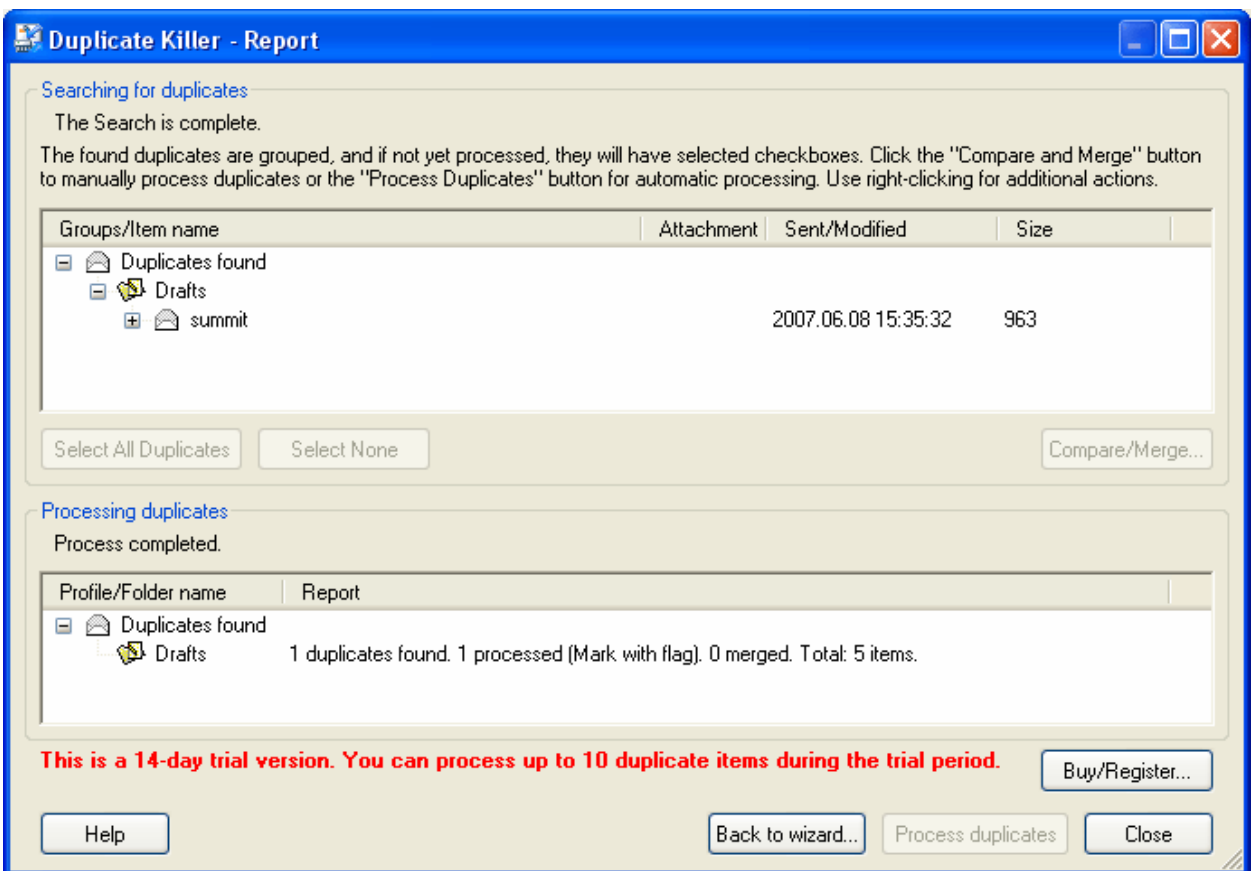 Duplicate Killer - Report
Searching for duplicates
The Search is complete.
The found duplicates are grouped, and if not yet processed, they will have selected checkboxes. Click the "Compare and Merge" button
to manually process duplicates or the "Process Duplicates" button for automatic processing. Use right-clicking for additional actions.
Groups/Item name Attachment Sent/Modified Size
Duplicates found
Drafts
summit 2007.06.08 15:35:32 963
Select All Duplicates Select None Compare/Merge...
Processing duplicates
Process completed.
Profile/Folder name Report
Duplicates found
Drafts 1 duplicates found. 1 processed (Mark with flag). 0 merged. Total: 5 items.
This is a 14-day trial version. You can process up to 10 duplicate items during the trial period.
Buy/Register...
Help Back to wizard... Process duplicates Close